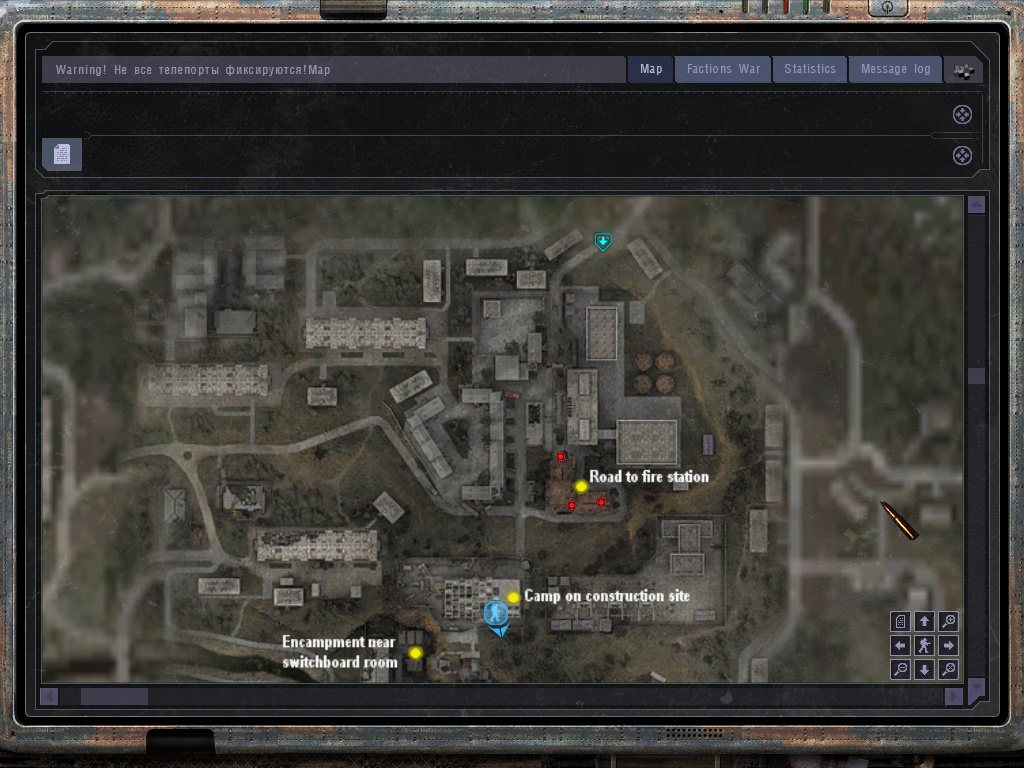 Warning! Не все телепорты фиксируются!Map
Map
Factions War
Statistics
Message log
Road to fire station
Camp on construction site
Encampment near
switchboard room